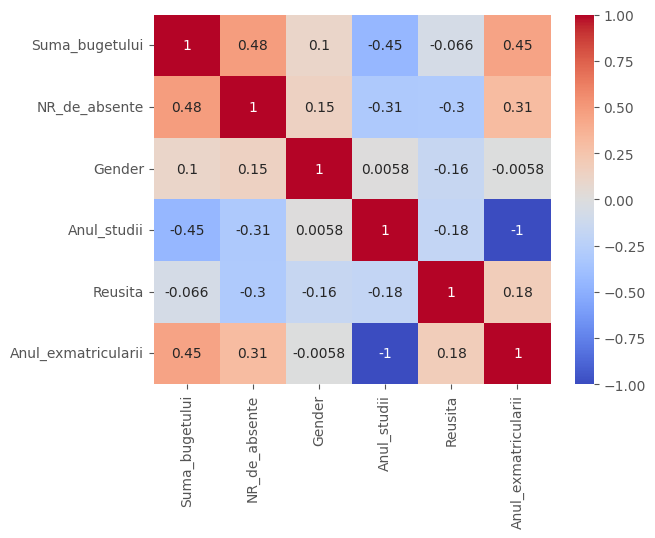 Suma_bugetului 1 0.48 0.1 -0.45 -0.066 0.45
NR_de_absente 0.48 1 0.15 -0.31 -0.3 0.31
Gender 0.1 0.15 1 0.0058 -0.16 -0.0058
Anul_studii -0.45 -0.31 0.0058 1 -0.18 -1
Reusita -0.066 -0.3 -0.16 -0.18 1 0.18
Anul_exmatricularii 0.45 0.31 -0.0058 -1 0.18 1
Suma_bugetului
NR_de_absente
Gender
Anul_studii
Reusita
Anul_exmatricularii
1.00
0.75
0.50
0.25
0.00
−0.25
−0.50
−0.75
−1.00